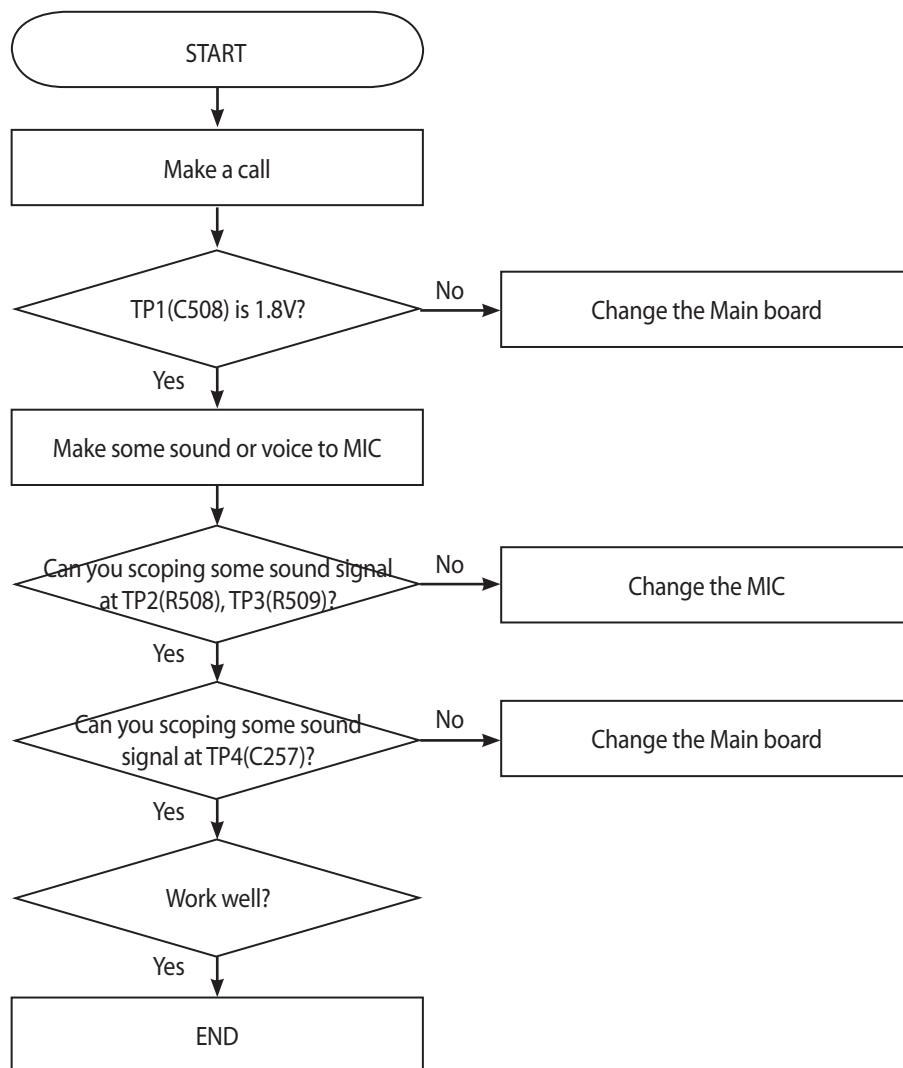 START
Make a call
TP1(C508) is 1.8V?
No
Change the Main board
Yes
Make some sound or voice to MIC
Can you scoping some sound signal
at TP2(R508), TP3(R509)?
No
Change the MIC
Yes
Can you scoping some sound
signal at TP4(C257)?
No
Change the Main board
Yes
Work well?
Yes
END